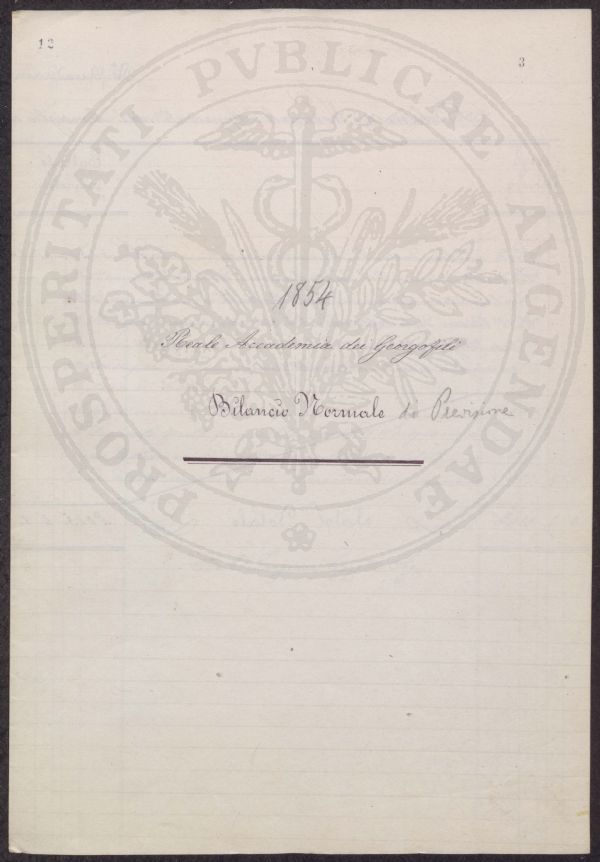 12
3
PROSPERITATI PVBLICAE AVGENDAE
1854
Reale Accademia dei Georgofili
Bilancio Normale di Previsione